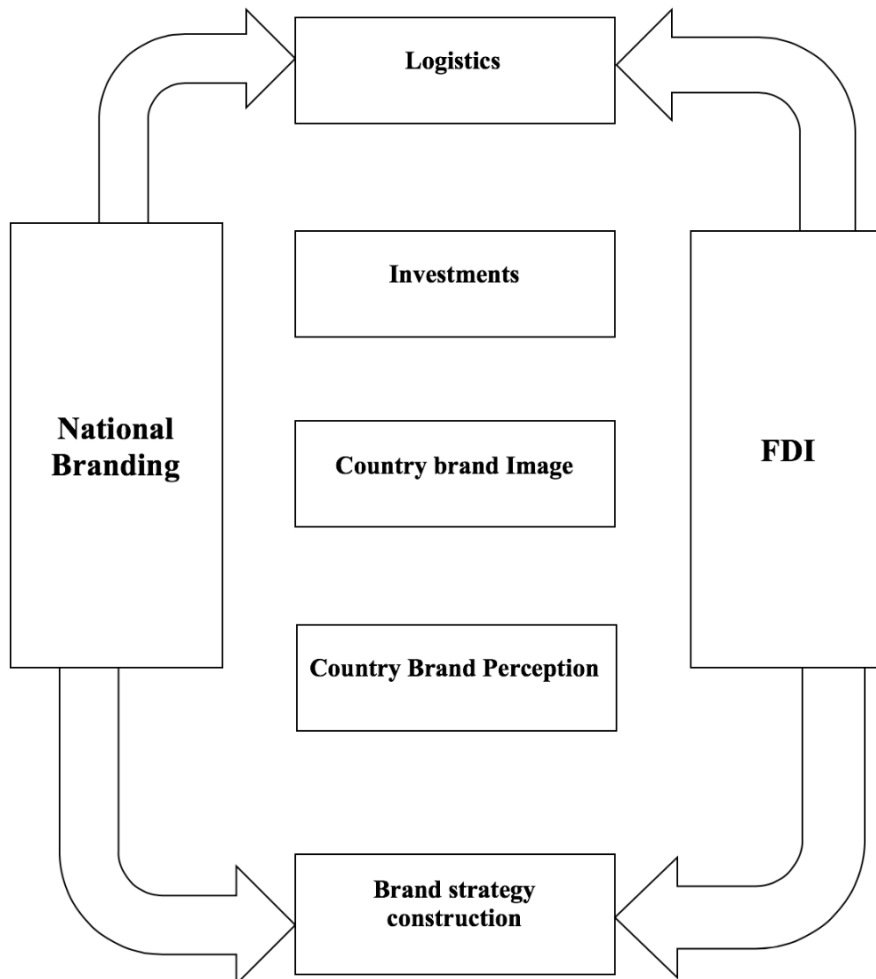 Logistics
Investments
National
Branding
Country brand Image
FDI
Country Brand Perception
Brand strategy
construction